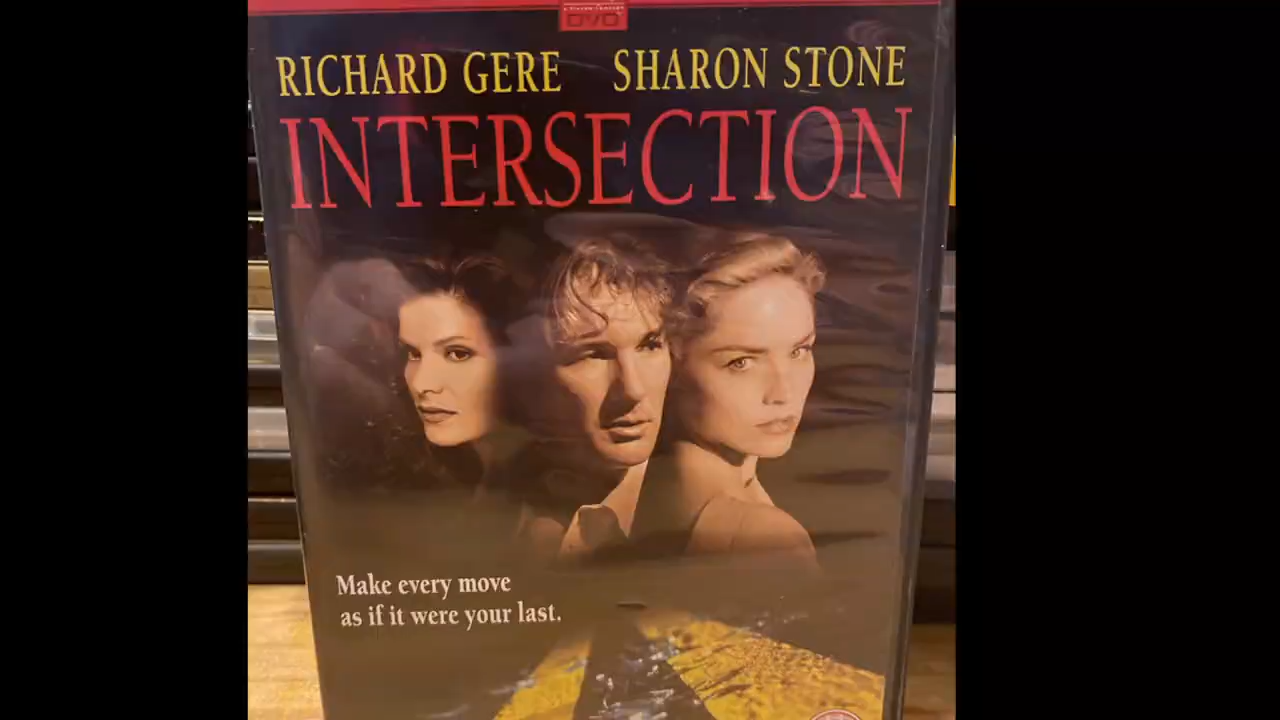 DVD
RICHARD GERE SHARON STONE
INTERSECTION
Make every move
as if it were your last.